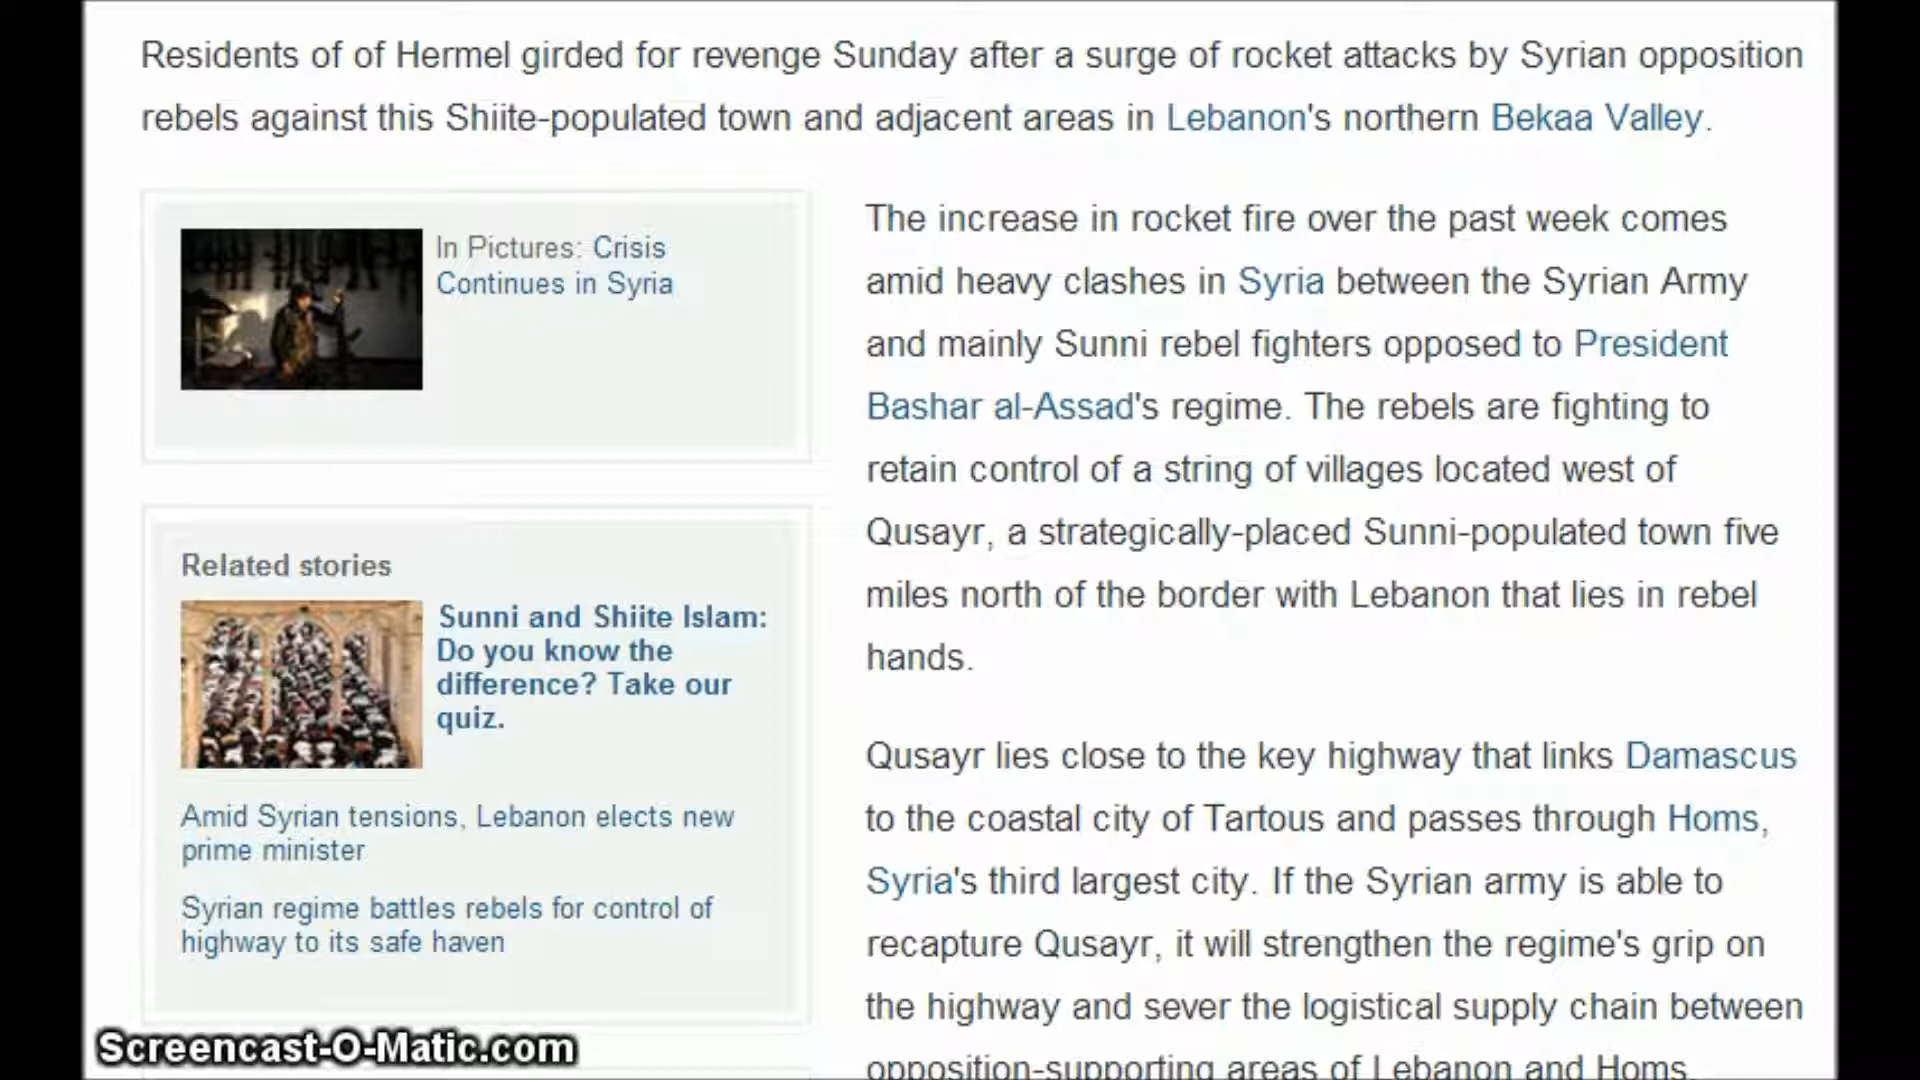 Residents of of Hermel girded for revenge Sunday after a surge of rocket attacks by Syrian opposition
rebels against this Shiite-populated town and adjacent areas in Lebanon's northern Bekaa Valley.
In Pictures: Crisis
Continues in Syria
Related stories
Sunni and Shiite Islam:
Do you know the
difference? Take our
quiz.
Amid Syrian tensions, Lebanon elects new
prime minister
Syrian regime battles rebels for control of
highway to its safe haven
The increase in rocket fire over the past week comes
amid heavy clashes in Syria between the Syrian Army
and mainly Sunni rebel fighters opposed to President
Bashar al-Assad's regime. The rebels are fighting to
retain control of a string of villages located west of
Qusayr, a strategically-placed Sunni-populated town five
miles north of the border with Lebanon that lies in rebel
hands.
Qusayr lies close to the key highway that links Damascus
to the coastal city of Tartous and passes through Homs,
Syria's third largest city. If the Syrian army is able to
recapture Qusayr, it will strengthen the regime's grip on
the highway and sever the logistical supply chain between
opposition-supporting areas of Lebanon and Homs.
Screencast-O-Matic.com